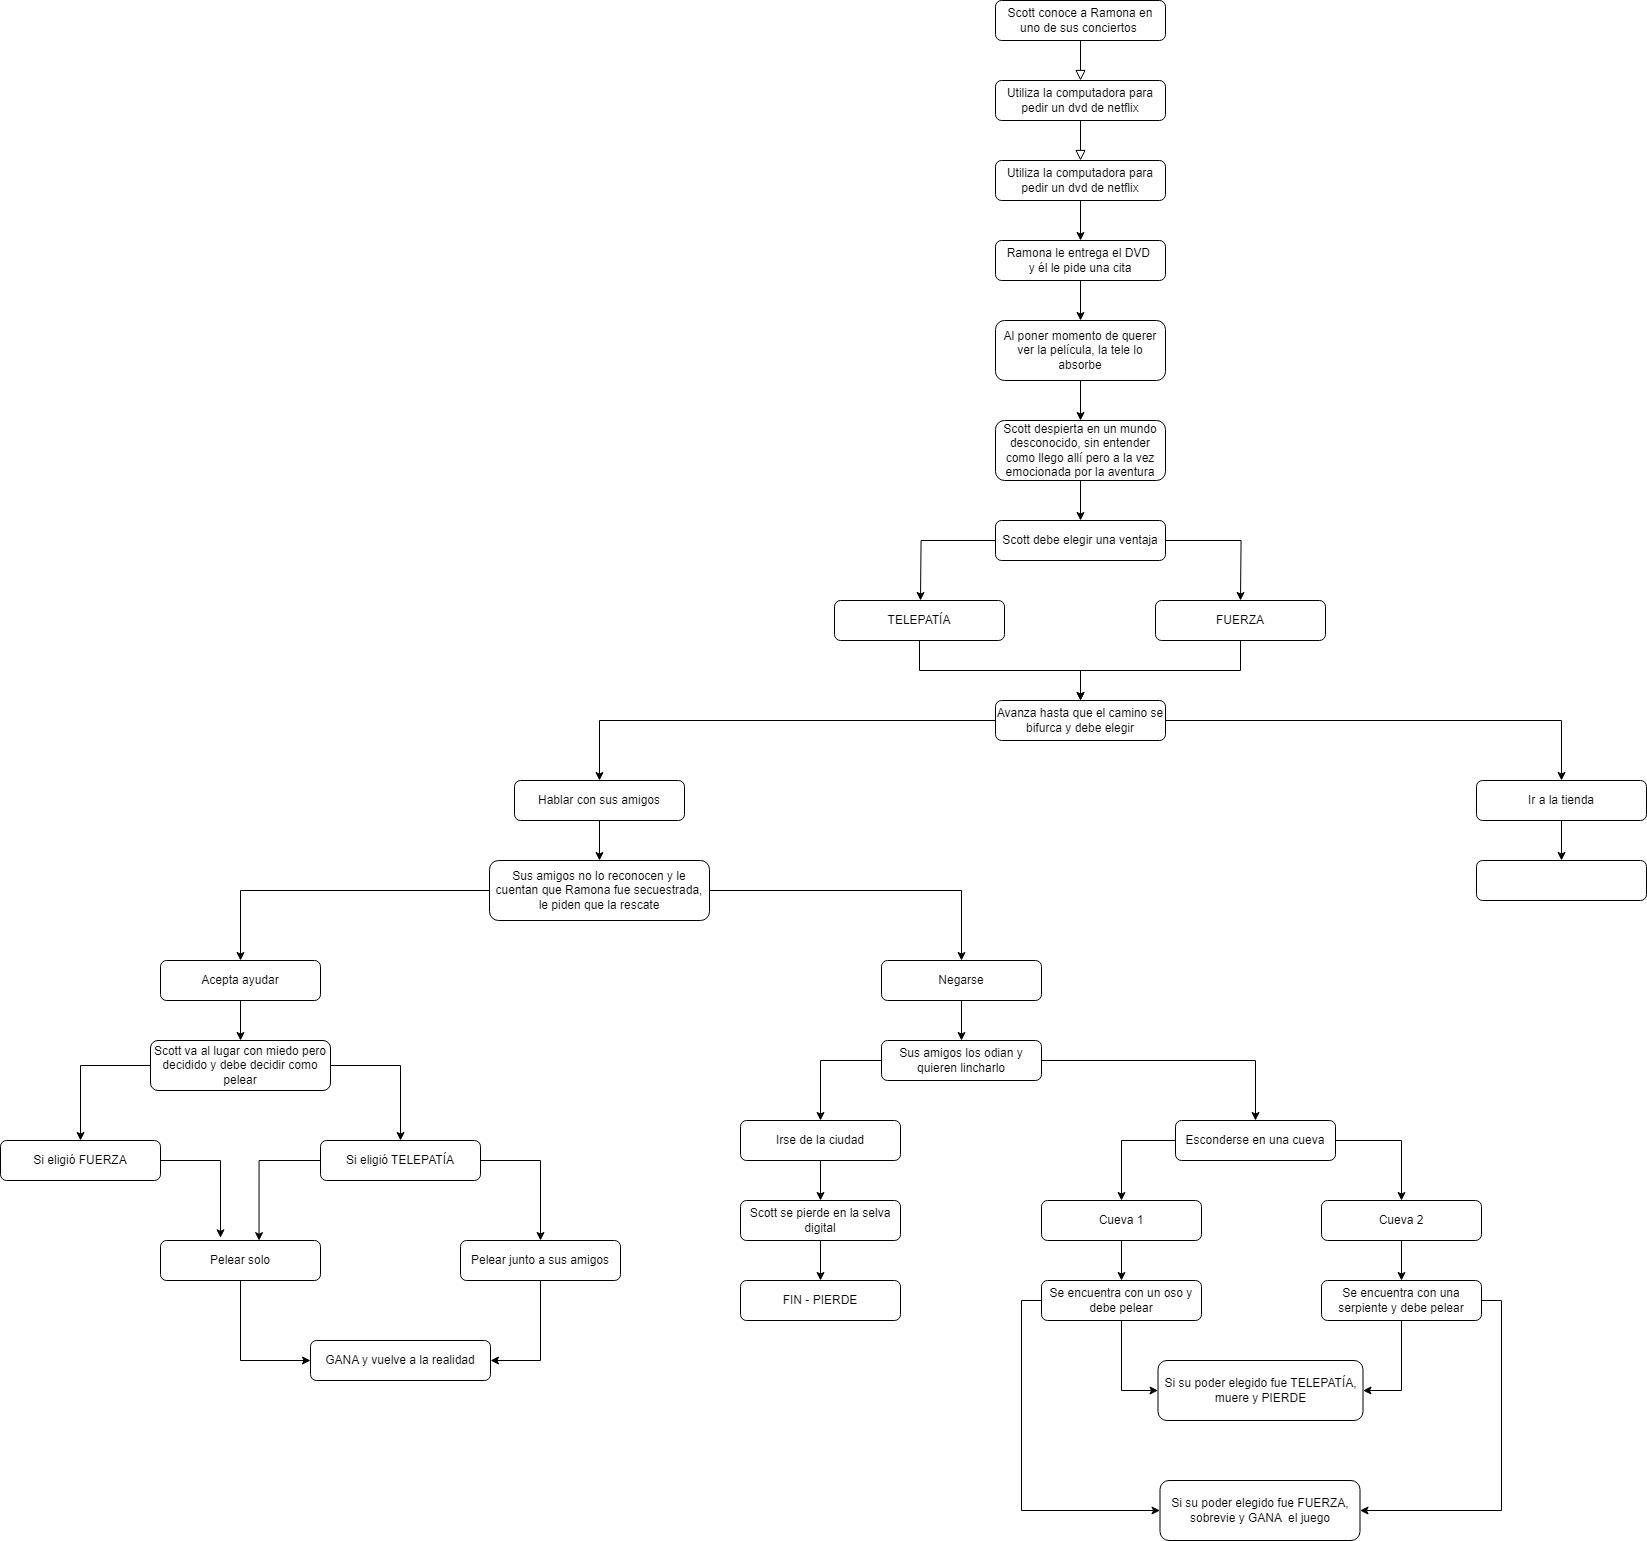 Scott conoce a Ramona en
uno de sus conciertos
Utiliza la computadora para
pedir un dvd de netflix
Utiliza la computadora para
pedir un dvd de netflix
Ramona le entrega el DVD
y él le pide una cita
Al poner momento de querer
ver la película, la tele lo
absorbe
Scott despierta en un mundo
desconocido, sin entender
como llego allí pero a la vez
emocionada por la aventura
Scott debe elegir una ventaja
TELEPATÍA
FUERZA
Avanza hasta que el camino se
bifurca y debe elegir
Hablar con sus amigos
Ir a la tienda
Sus amigos no lo reconocen y le
cuentan que Ramona fue secuestrada,
le piden que la rescate
Acepta ayudar
Negarse
Scott va al lugar con miedo pero
decidido y debe decidir como
pelear
Sus amigos los odian y
quieren lincharlo
Si eligió FUERZA
Si eligió TELEPATÍA
Irse de la ciudad
Esconderse en una cueva
Scott se pierde en la selva
digital
Cueva 1
Cueva 2
Pelear solo
Pelear junto a sus amigos
FIN - PIERDE
Se encuentra con un oso y
debe pelear
Se encuentra con una
serpiente y debe pelear
GANA y vuelve a la realidad
Si su poder elegido fue TELEPATÍA,
muere y PIERDE
Si su poder elegido fue FUERZA,
sobrevie y GANA  el juego